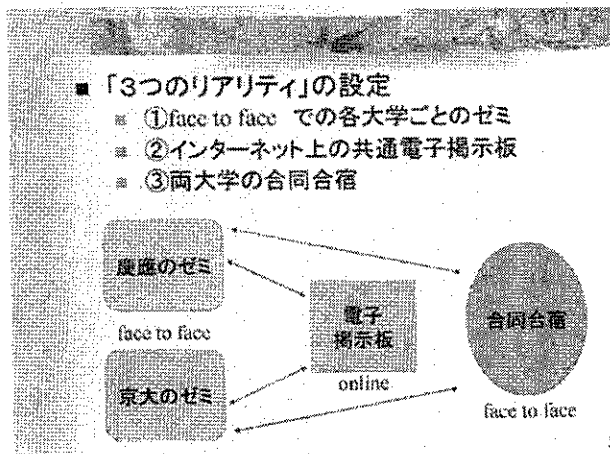 「3つのリアリティ」の設定
①face to face での各大学ごとのゼミ
②インターネット上の共通電子掲示板
③両大学の合同合宿
慶應のゼミ
face to face
京大のゼミ
電子
掲示板
online
合同合宿
face to face